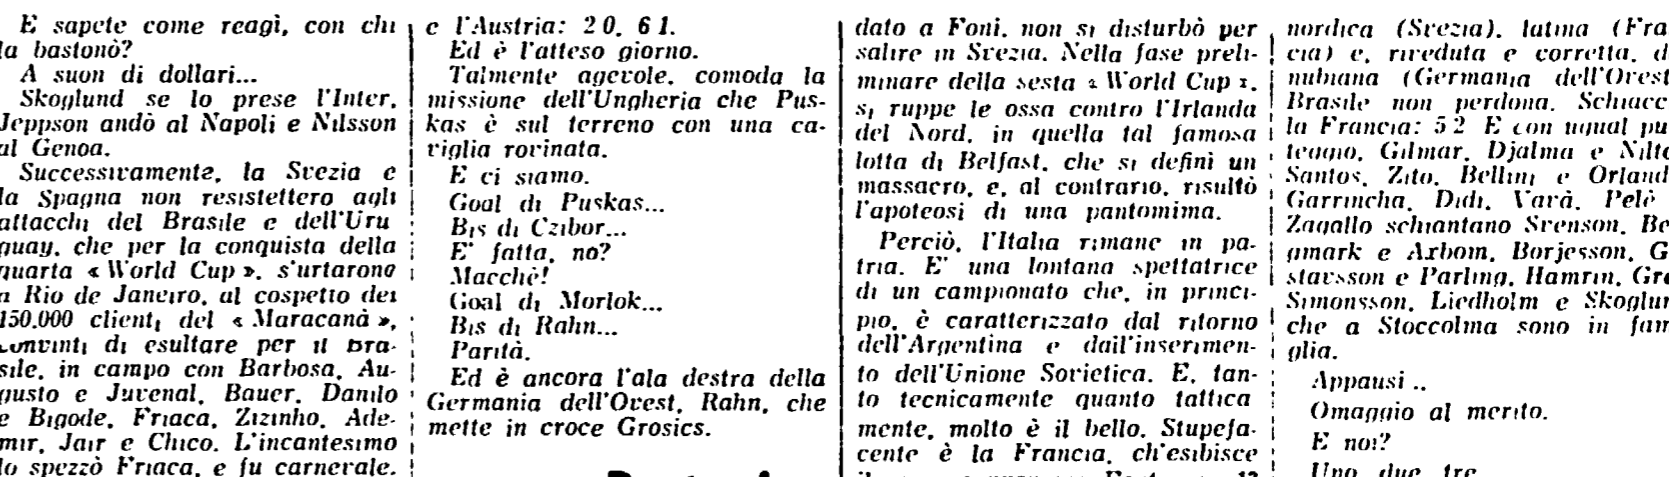 E sapete come reagì, con chi
la bastonò?
A suon di dollari...
Skoglund se lo prese l'Inter.
Jeppson andò al Napoli e Nilsson
al Genoa.
Successivamente, la Svezia e
la Spagna non resistettero agli
attacchi del Brasile e dell'Uru
guay, che per la conquista della
quarta « World Cup », s'urtarono
a Rio de Janeiro, al cospetto dei
150.000 clienti del « Maracanà »,
convinti di esultare per il Bra-
sile, in campo con Barbosa, Au-
gusto e Juvenal, Bauer, Danilo
e Bigode, Friaca, Zizinho, Ade-
mir, Jair e Chico. L'incantesimo
lo spezzò Friaca, e fu carnevale.
e l'Austria: 2 0, 6 1.
Ed è l'atteso giorno.
Talmente agevole, comoda la
missione dell'Ungheria che Pus-
kas è sul terreno con una ca-
viglia rovinata.
E ci siamo.
Goal di Puskas...
Bis di Czibor...
E' fatta, no?
Macchè!
Goal di Morlok...
Bis di Rahn...
Parità.
Ed è ancora l'ala destra della
Germania dell'Ovest, Rahn, che
mette in croce Grosics.
dato a Foni, non si disturbò per
salire in Svezia. Nella fase preli-
minare della sesta « World Cup »,
si ruppe le ossa contro l'Irlanda
del Nord, in quella tal famosa
lotta di Belfast, che si definì un
massacro, e, al contrario, risultò
l'apoteosi di una pantomima.
Perciò, l'Italia rimane in pa-
tria. E' una lontana spettatrice
di un campionato che, in princi-
pio, è caratterizzato dal ritorno
dell'Argentina e dall'inserimen-
to dell'Unione Sovietica. E, tan-
to tecnicamente quanto tattica
mente, molto è il bello. Stupefa-
cente è la Francia, ch'esibisce
nordica (Svezia), latina (Fra
cia) e, riveduta e corretta, d
nubiana (Germania dell'Ovest
Brasile non perdona. Schiacc
la Francia: 5 2 E con ugual pu
teggio, Gilmar, Djalma e Nilto
Santos, Zito, Bellini e Orland
Garrincha, Didì, Vavà, Pelè
Zagallo schiantano Svenson, Be
gmark e Axbom, Borjesson, G
stavsson e Parling, Hamrin, Gre
Simonsson, Liedholm e Skoglun
che a Stoccolma sono in fam
glia.
Appausi ..
Omaggio al merito.
E noi?
Uno due tre